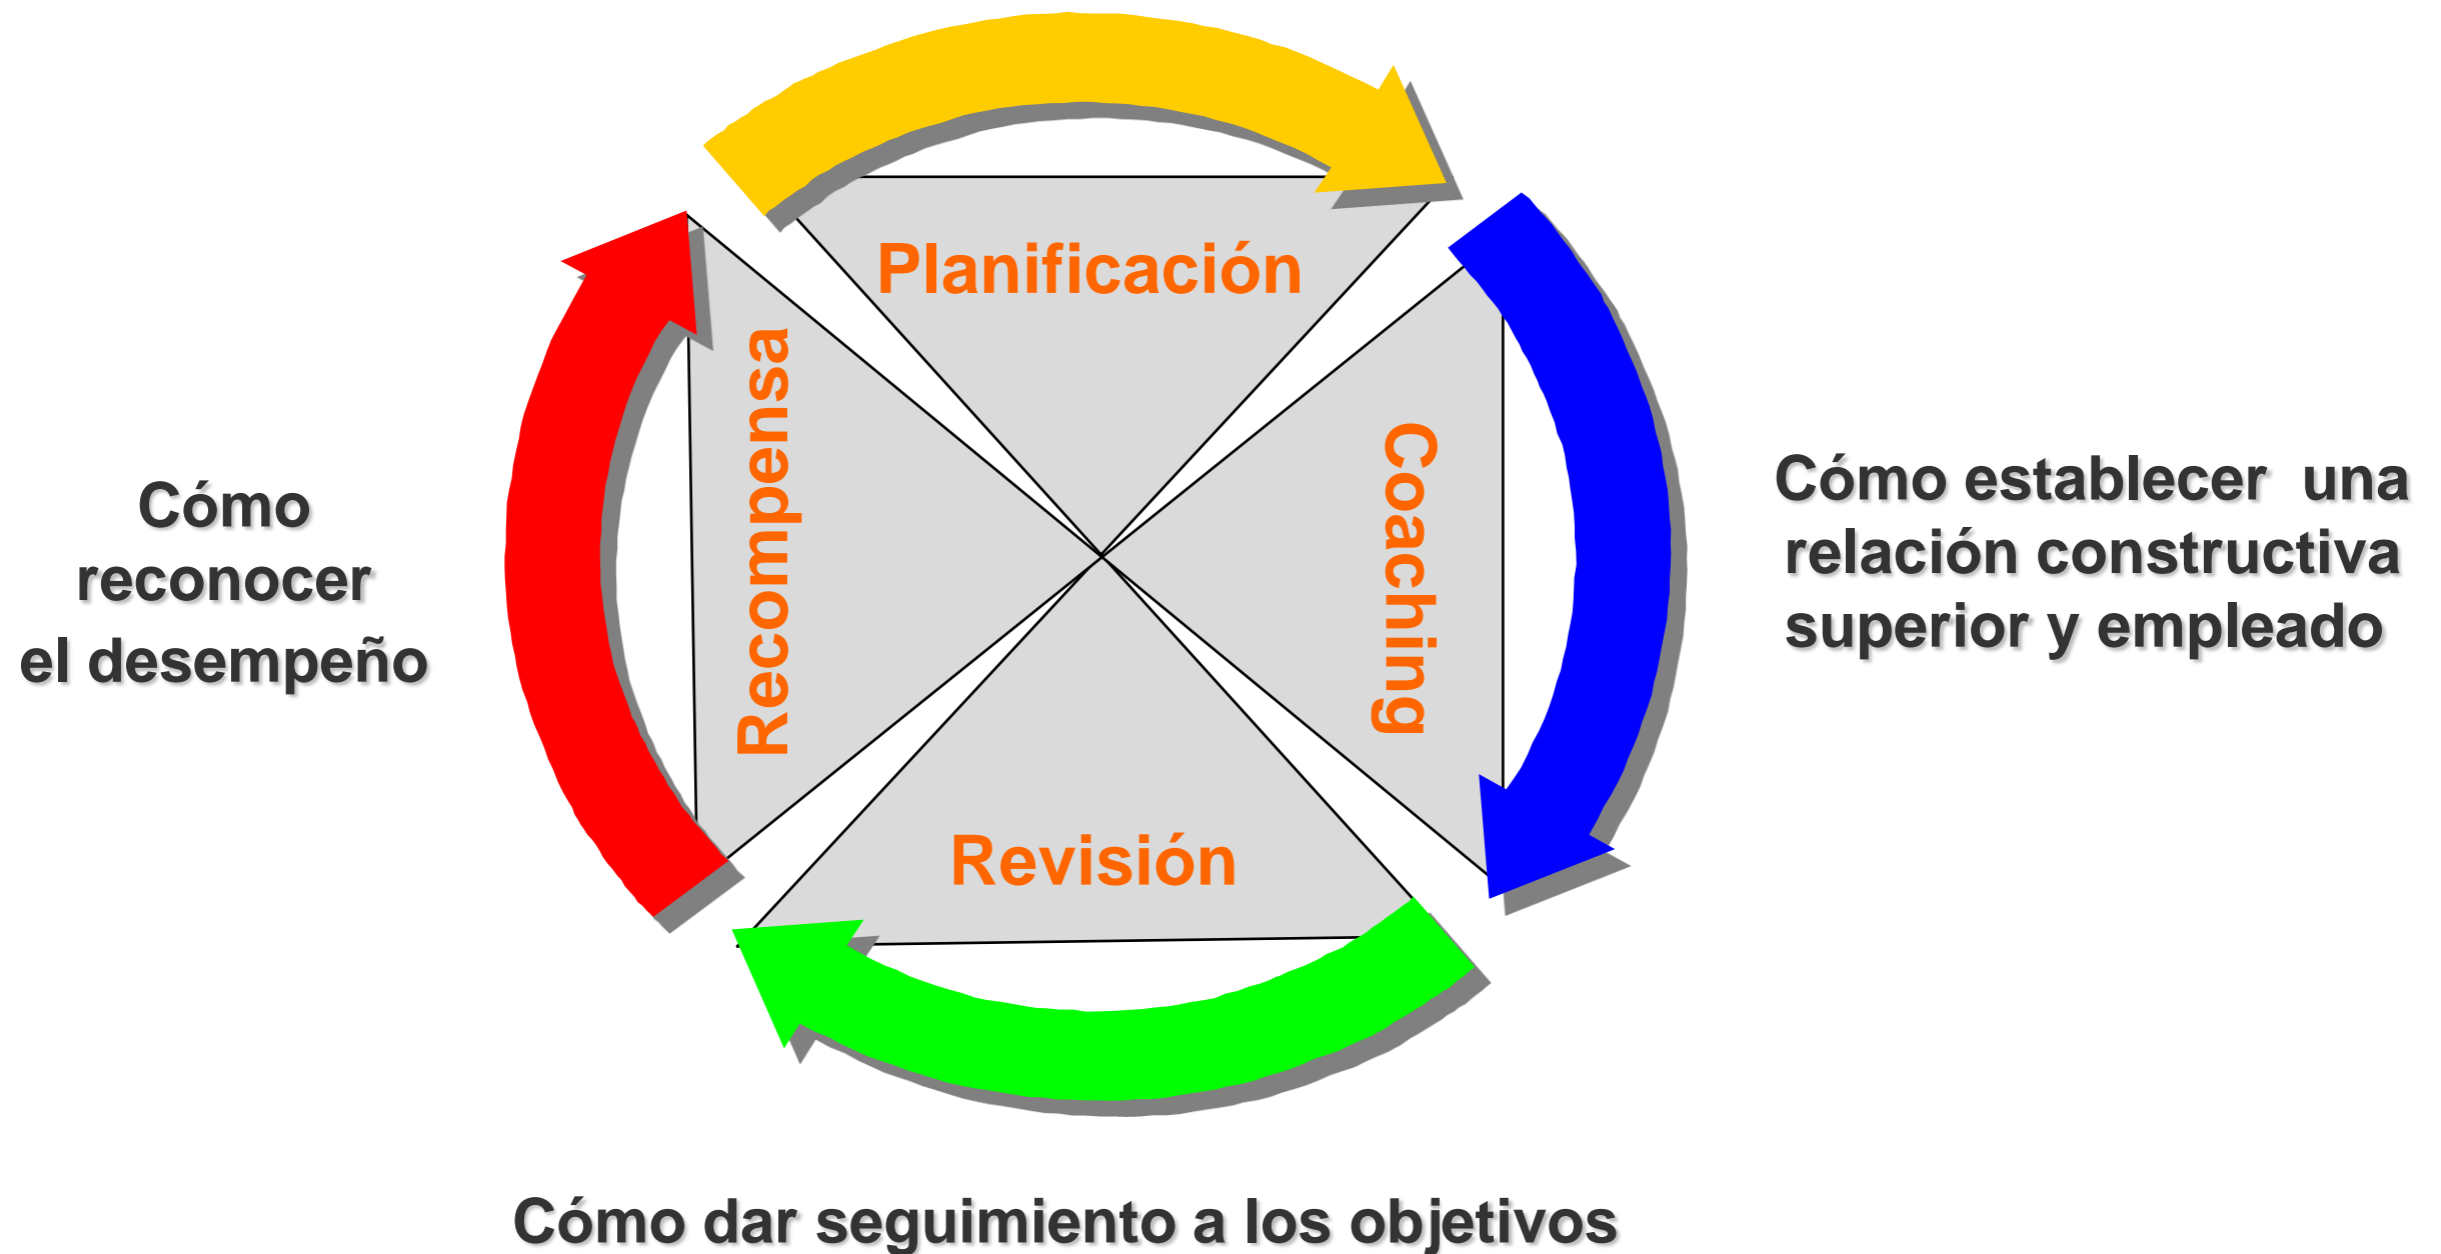 Planificación
Recompensa
Coaching
Cómo
reconocer
el desempeño
Cómo establecer una
relación constructiva
superior y empleado
Revisión
Cómo dar seguimiento a los objetivos